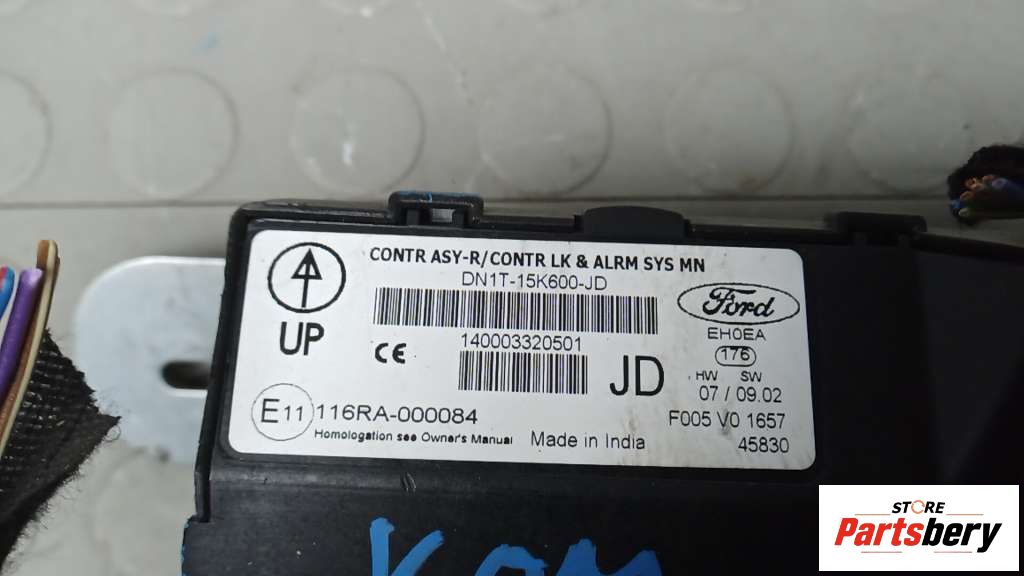 CONTR ASY-R/CONTR LK & ALRM SYS MN
DN1T-15K600-JD
Ford
UP
CE
140003320501
EH0EA
176
JD
HW SW
07 / 09.02
E11 116RA-000084
F005 V0 1657
Homologation see Owner's Manual
Made in India
45830
STORE
Partsbery